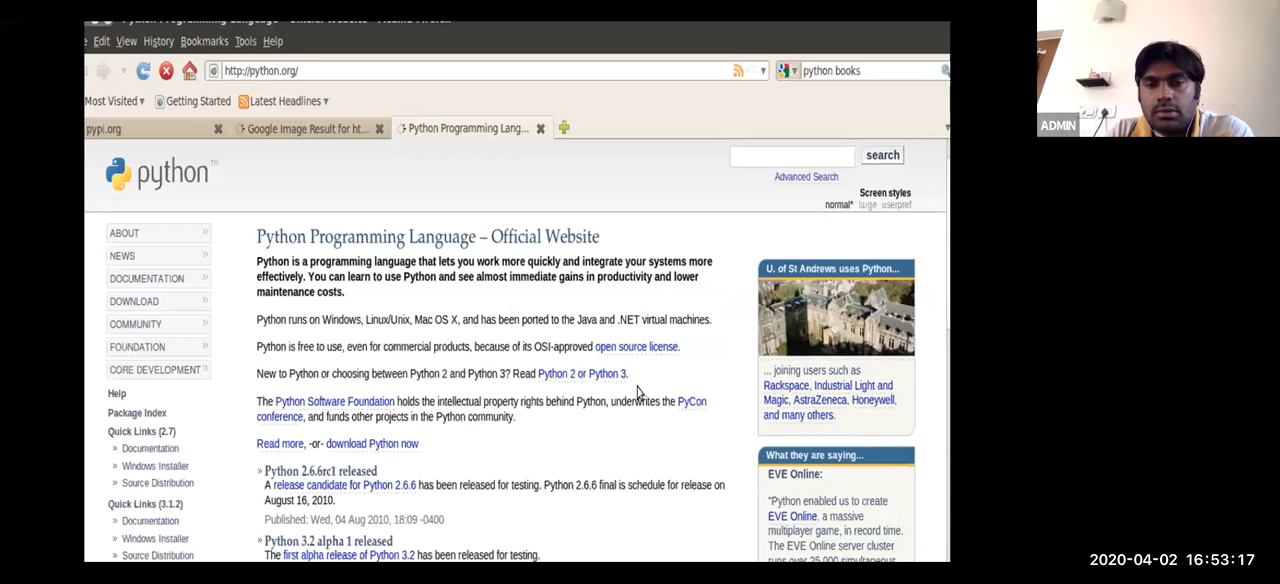 Edit View History Bookmarks Tools Help
http://python.org/
python books
Most Visited
Getting Started
Latest Headlines
pypi.org
Google Image Result for ht...
Python Programming Lang...
python™
search
Advanced Search
Screen styles
normal* large userpref
ABOUT
NEWS
DOCUMENTATION
DOWNLOAD
COMMUNITY
FOUNDATION
CORE DEVELOPMENT
Help
Package Index
Quick Links (2.7)
» Documentation
» Windows Installer
» Source Distribution
Quick Links (3.1.2)
» Documentation
» Windows Installer
» Source Distribution
Python Programming Language – Official Website
Python is a programming language that lets you work more quickly and integrate your systems more
effectively. You can learn to use Python and see almost immediate gains in productivity and lower
maintenance costs.
Python runs on Windows, Linux/Unix, Mac OS X, and has been ported to the Java and .NET virtual machines.
Python is free to use, even for commercial products, because of its OSI-approved open source license.
New to Python or choosing between Python 2 and Python 3? Read Python 2 or Python 3.
The Python Software Foundation holds the intellectual property rights behind Python, underwrites the PyCon
conference, and funds other projects in the Python community.
Read more, -or- download Python now
» Python 2.6.6rc1 released
A release candidate for Python 2.6.6 has been released for testing. Python 2.6.6 final is schedule for release on
August 16, 2010.
Published: Wed, 04 Aug 2010, 18:09 -0400
» Python 3.2 alpha 1 released
The first alpha release of Python 3.2 has been released for testing.
U. of St Andrews uses Python...
... joining users such as
Rackspace, Industrial Light and
Magic, AstraZeneca, Honeywell,
and many others.
What they are saying...
EVE Online:
"Python enabled us to create
EVE Online, a massive
multiplayer game, in record time.
The EVE Online server cluster
runs over 25,000 simultaneous
ADMIN
2020-04-02 16:53:17